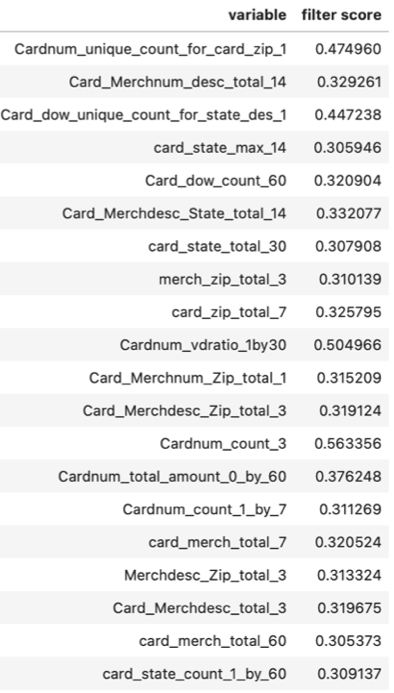 variable filter score
Cardnum_unique_count_for_card_zip_1 0.474960
Card_Merchnum_desc_total_14 0.329261
Card_dow_unique_count_for_state_des_1 0.447238
card_state_max_14 0.305946
Card_dow_count_60 0.320904
Card_Merchdesc_State_total_14 0.332077
card_state_total_30 0.307908
merch_zip_total_3 0.310139
card_zip_total_7 0.325795
Cardnum_vdratio_1by30 0.504966
Card_Merchnum_Zip_total_1 0.315209
Card_Merchdesc_Zip_total_3 0.319124
Cardnum_count_3 0.563356
Cardnum_total_amount_0_by_60 0.376248
Cardnum_count_1_by_7 0.311269
card_merch_total_7 0.320524
Merchdesc_Zip_total_3 0.313324
Card_Merchdesc_total_3 0.319675
card_merch_total_60 0.305373
card_state_count_1_by_60 0.309137